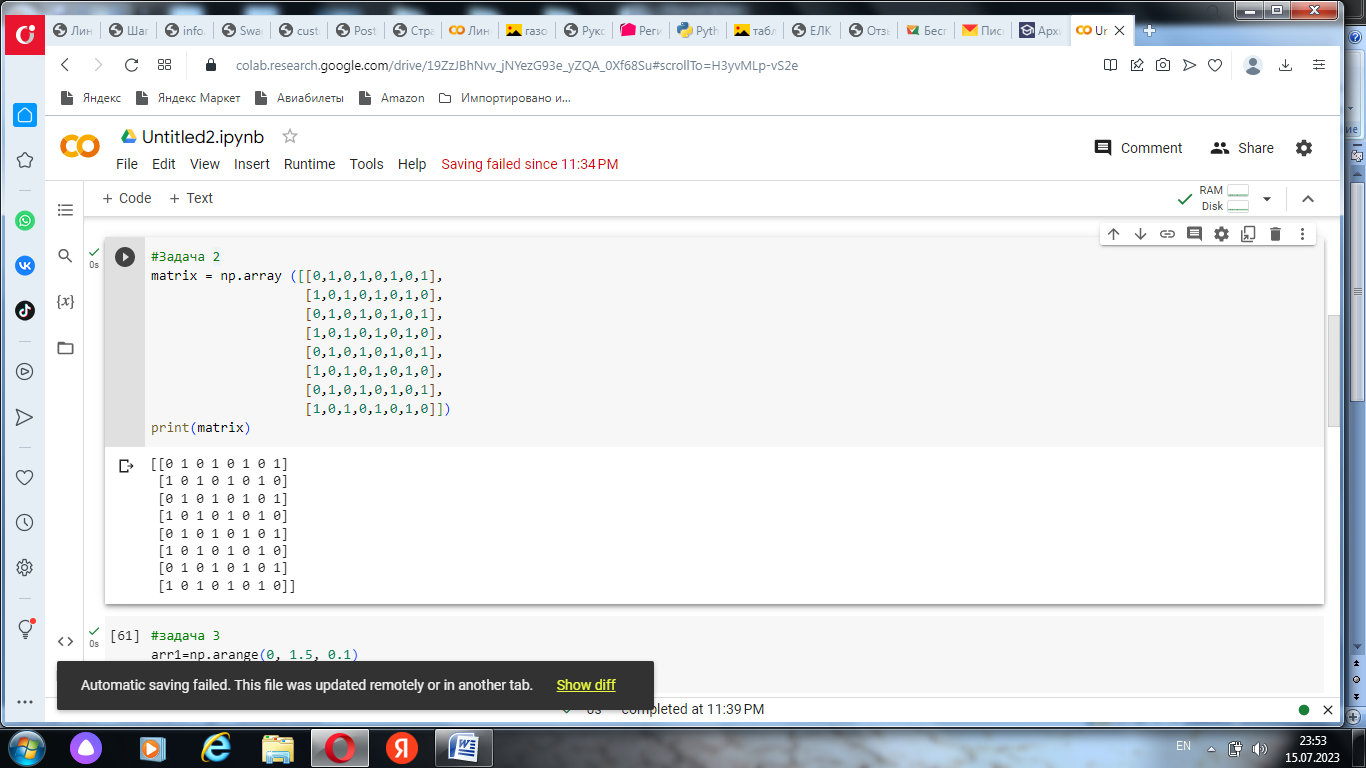 Лин
Шаг
info.
Swa
cust
Post
Стра
Лин
газо
Рукс
Реги
Pyth
табл
ЕЛК
Отзы
Бесп
Пис
Арх
Ur
colab.research.google.com/drive/19ZzJBhNvv_jNYezG93e_yZQA_0Xf68Su#scrollTo=H3yvMLp-vS2e
Яндекс
Яндекс Маркет
Авиабилеты
Amazon
Импортировано и...
Untitled2.ipynb
File Edit View Insert Runtime Tools Help Saving failed since 11:34 PM
Comment
Share
+ Code + Text
RAM
Disk
0s
#Задача 2
matrix = np.array ([[0,1,0,1,0,1,0,1],
[1,0,1,0,1,0,1,0],
[0,1,0,1,0,1,0,1],
[1,0,1,0,1,0,1,0],
[0,1,0,1,0,1,0,1],
[1,0,1,0,1,0,1,0],
[0,1,0,1,0,1,0,1],
[1,0,1,0,1,0,1,0]])
print(matrix)
[[0 1 0 1 0 1 0 1]
[1 0 1 0 1 0 1 0]
[0 1 0 1 0 1 0 1]
[1 0 1 0 1 0 1 0]
[0 1 0 1 0 1 0 1]
[1 0 1 0 1 0 1 0]
[0 1 0 1 0 1 0 1]
[1 0 1 0 1 0 1 0]]
0s
[61] #задача 3
arr1=np.arange(0, 1.5, 0.1)
Automatic saving failed. This file was updated remotely or in another tab. Show diff
0s completed at 11:39 PM
EN
23:53
15.07.2023